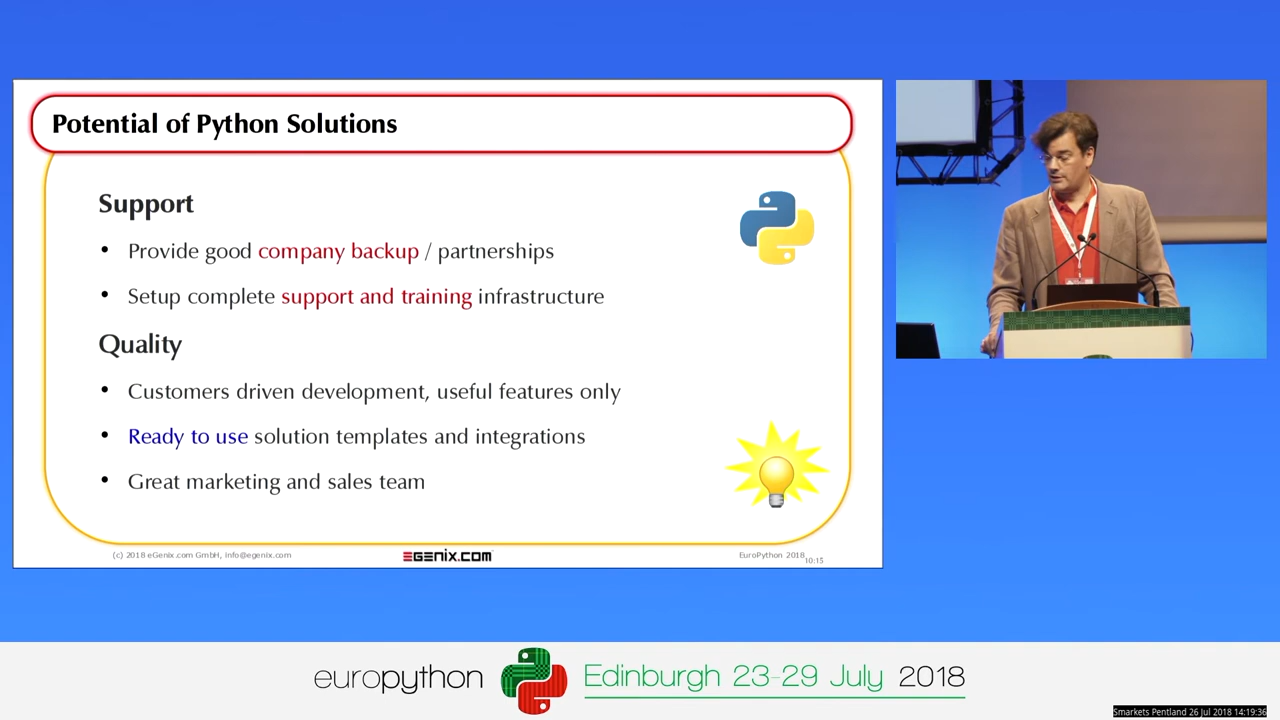 Potential of Python Solutions
Support
• Provide good company backup / partnerships
• Setup complete support and training infrastructure
Quality
• Customers driven development, useful features only
• Ready to use solution templates and integrations
• Great marketing and sales team
(c) 2018 eGenix.com GmbH, info@egenix.com
EGENIX.COM
EuroPython 2018
10:15
europython
Edinburgh 23-29 July 2018
Smarkets Pentland 26 Jul 2018 14:19:36